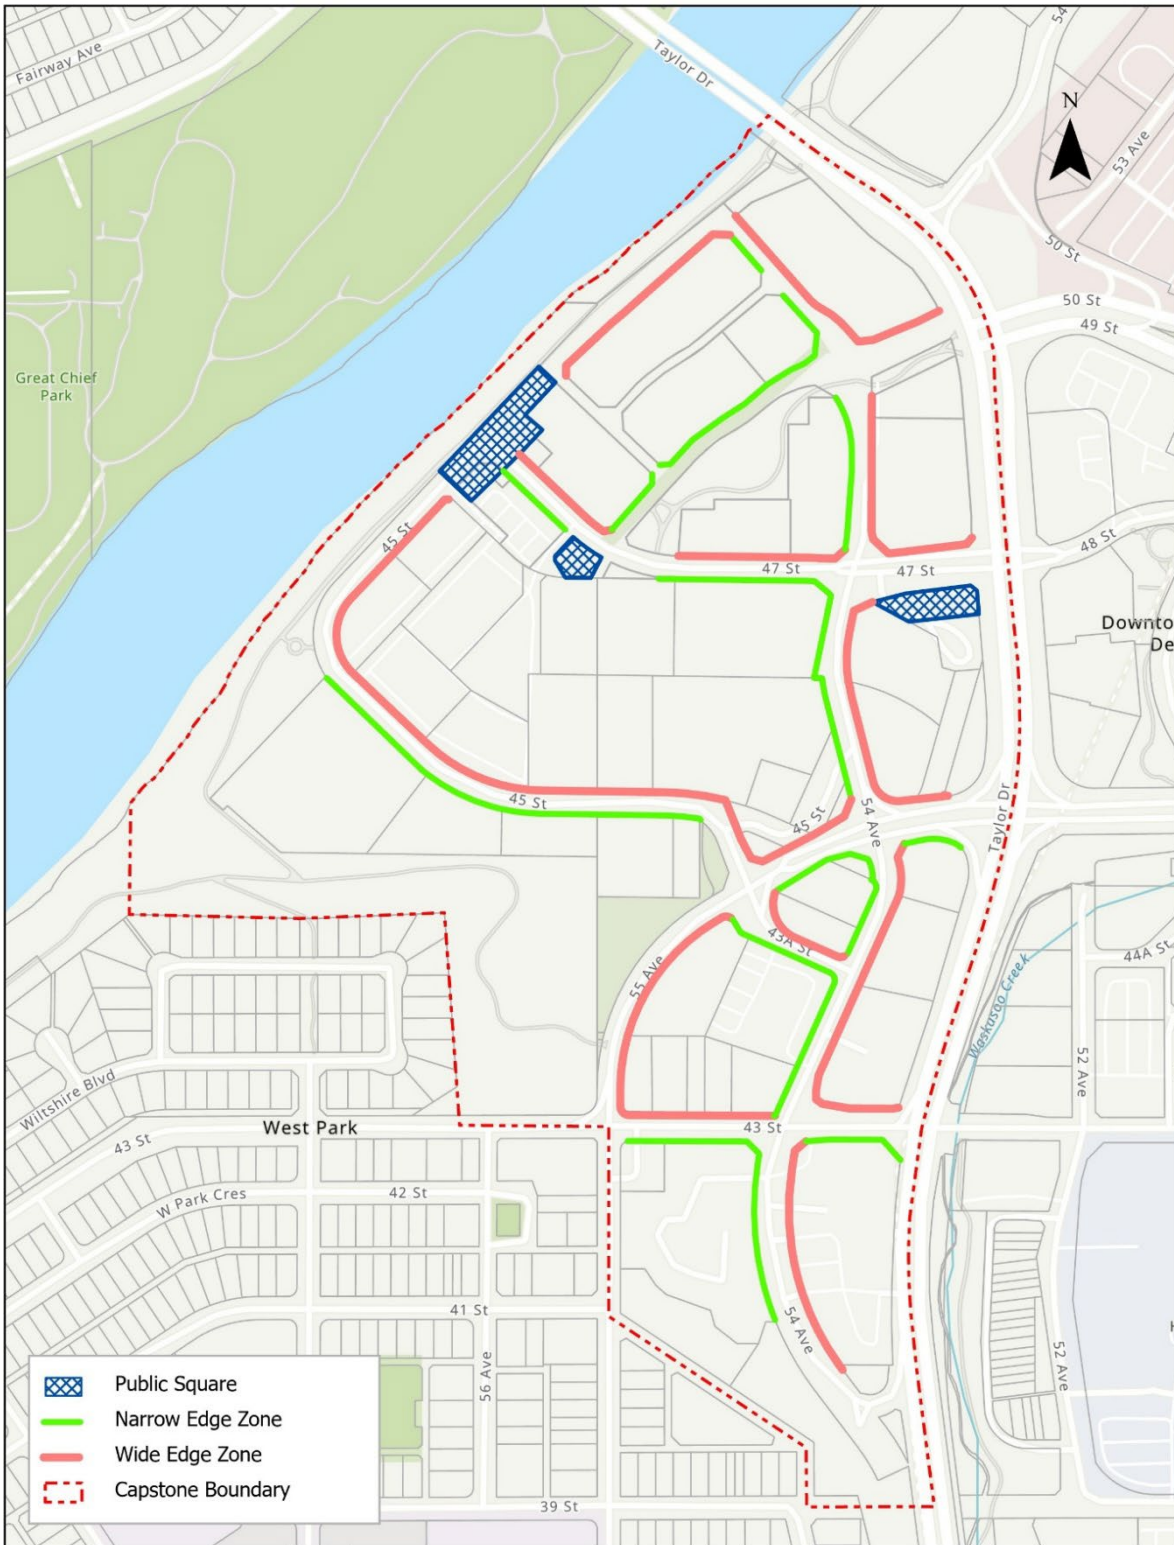 Fairway Ave
Taylor Dr
54
N
53 Ave
50 St
50 St
49 St
Great Chief
Park
45 St
47 St
47 St
48 St
Downto
De
45 St
45 St
54 Ave
Taylor Dr
43A St
55 Ave
44A St
Waskasoo Creek
52 Ave
Wiltshire Blvd
West Park
43 St
43 St
42 St
W Park Cres
41 St
54 Ave
52 Ave
56 Ave
39 St
Public Square
Narrow Edge Zone
Wide Edge Zone
Capstone Boundary